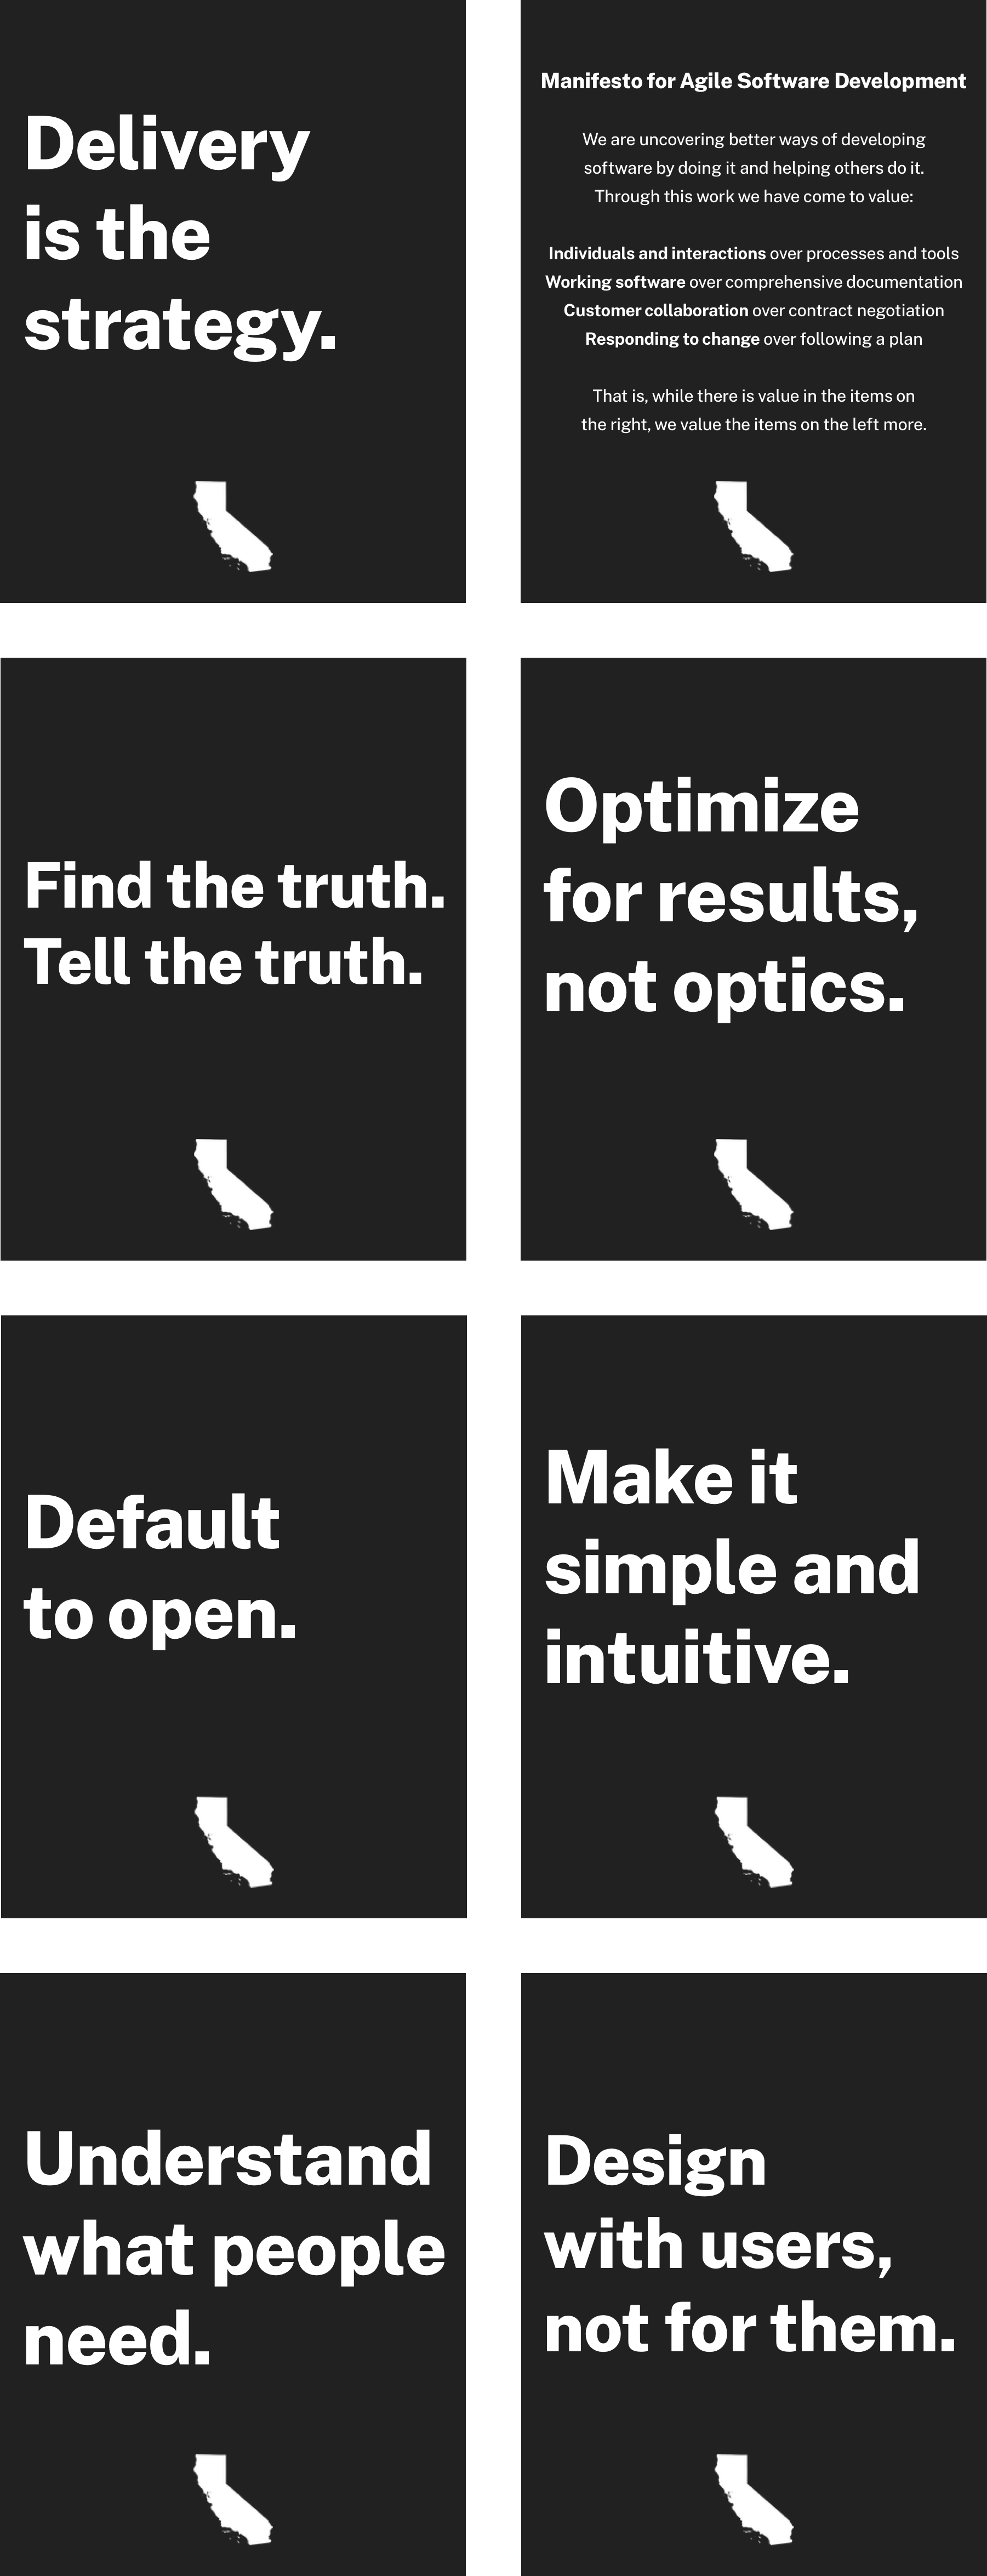 Delivery
is the
strategy.
Manifesto for Agile Software Development
We are uncovering better ways of developing
software by doing it and helping others do it.
Through this work we have come to value:
Individuals and interactions over processes and tools
Working software over comprehensive documentation
Customer collaboration over contract negotiation
Responding to change over following a plan
That is, while there is value in the items on
the right, we value the items on the left more.
Find the truth.
Tell the truth.
Optimize
for results,
not optics.
Default
to open.
Make it
simple and
intuitive.
Understand
what people
need.
Design
with users,
not for them.